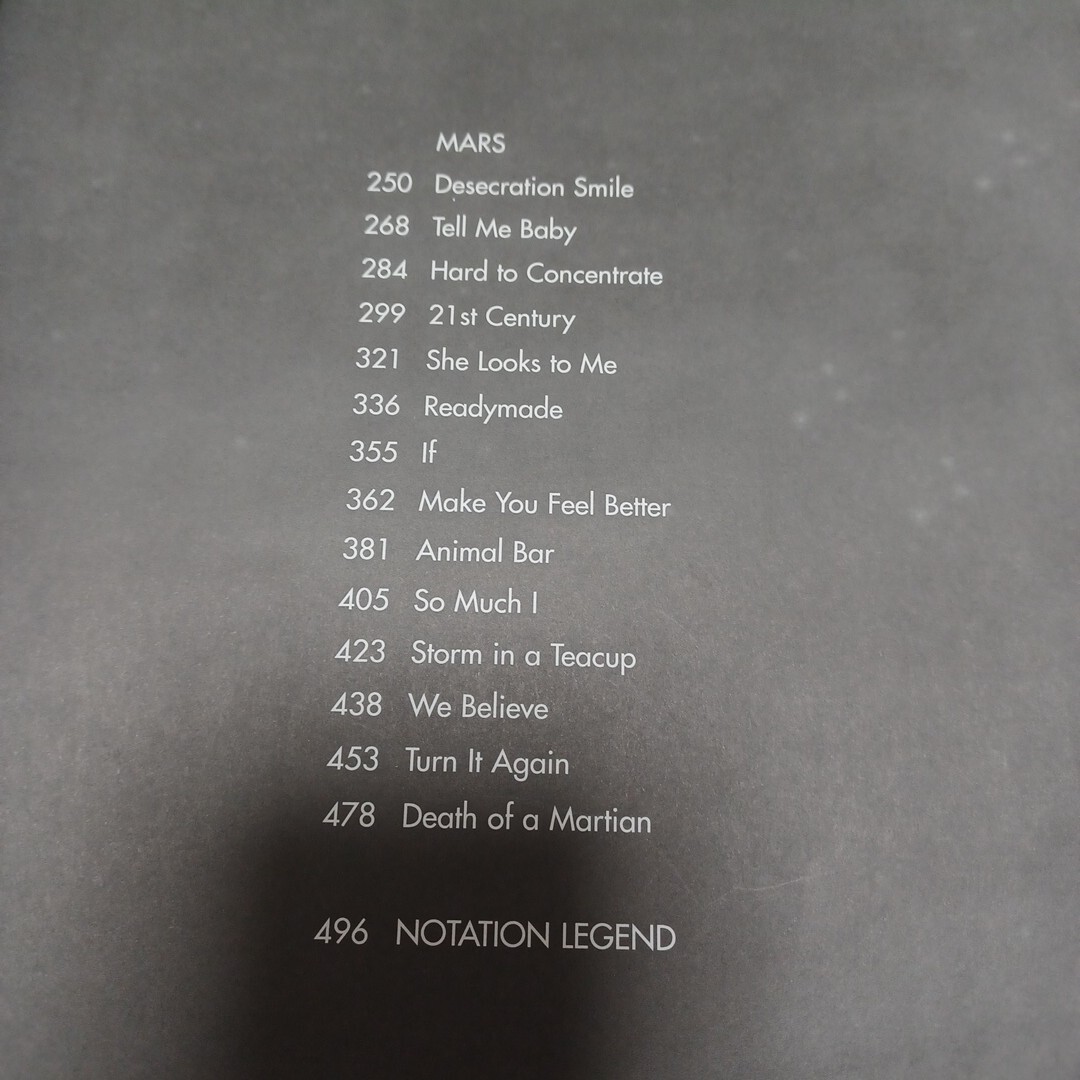 MARS
250 Desecration Smile
268 Tell Me Baby
284 Hard to Concentrate
299 21st Century
321 She Looks to Me
336 Readymade
355 If
362 Make You Feel Better
381 Animal Bar
405 So Much I
423 Storm in a Teacup
438 We Believe
453 Turn It Again
478 Death of a Martian
496 NOTATION LEGEND